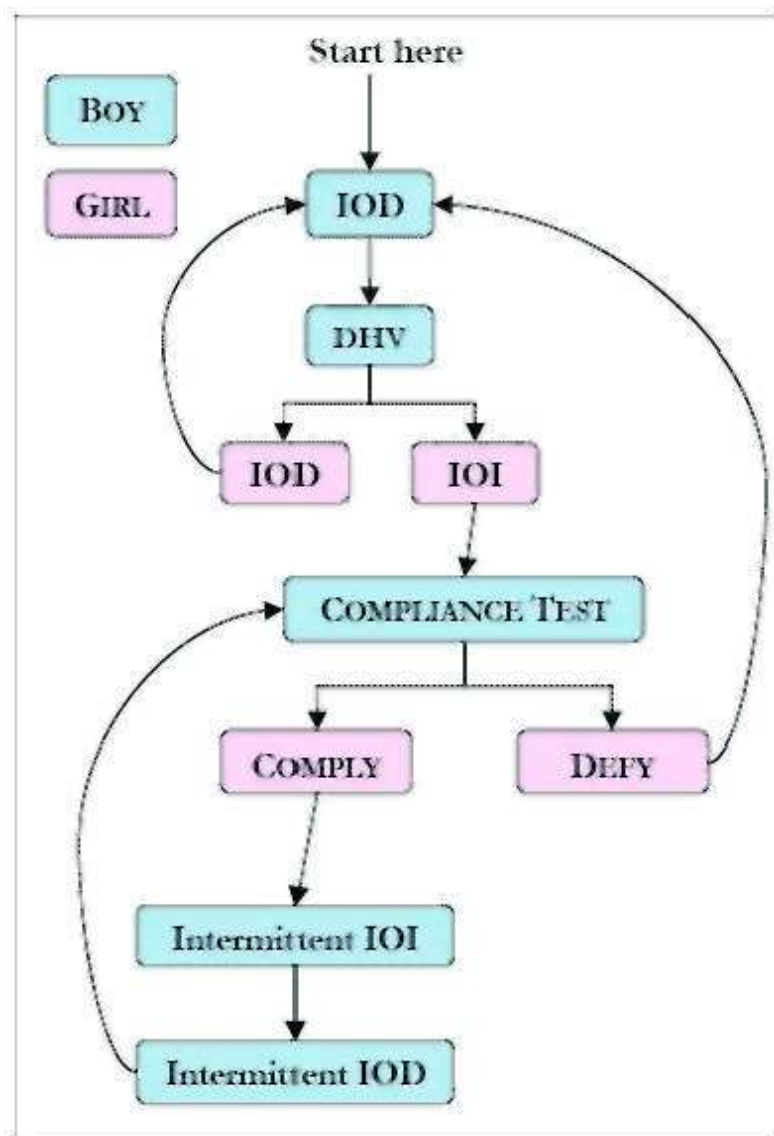 Start here
BOY
GIRL
IOD
DHV
IOD
IOI
COMPLIANCE TEST
COMPLY
DEFY
Intermittent IOI
Intermittent IOD